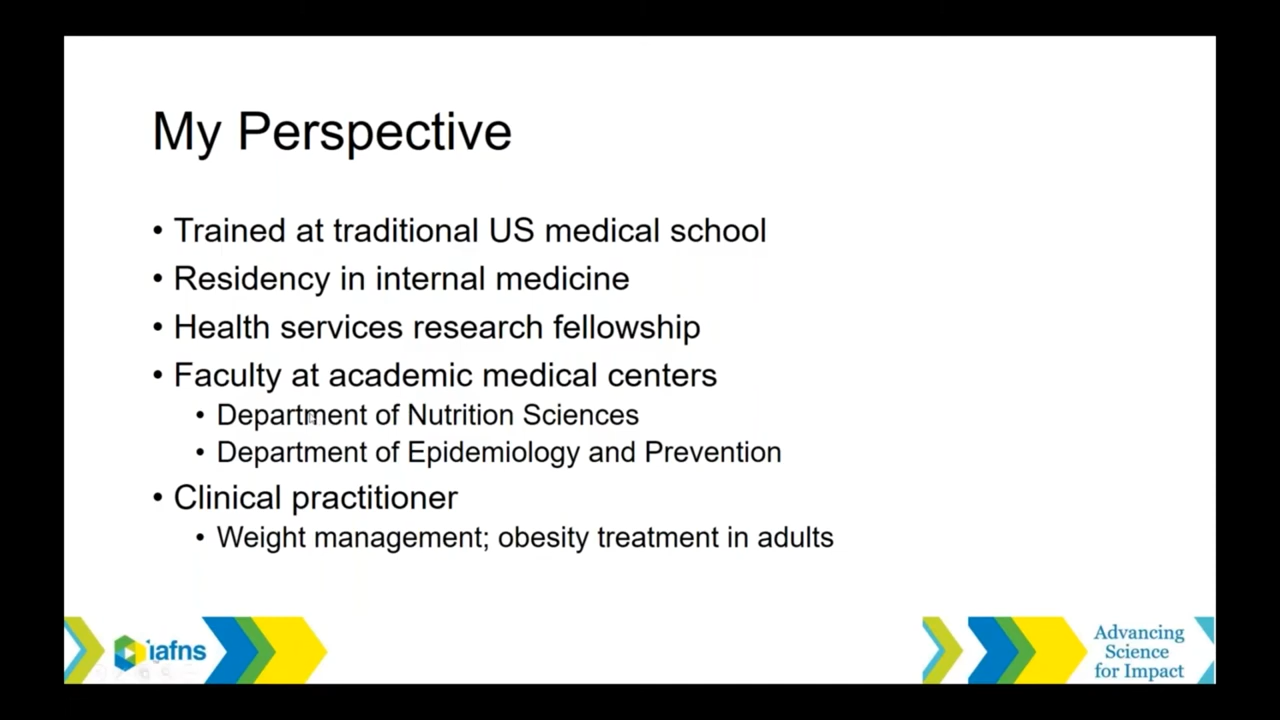 My Perspective
• Trained at traditional US medical school
• Residency in internal medicine
• Health services research fellowship
• Faculty at academic medical centers
• Department of Nutrition Sciences
• Department of Epidemiology and Prevention
• Clinical practitioner
• Weight management; obesity treatment in adults
iafns
Advancing
Science
for Impact